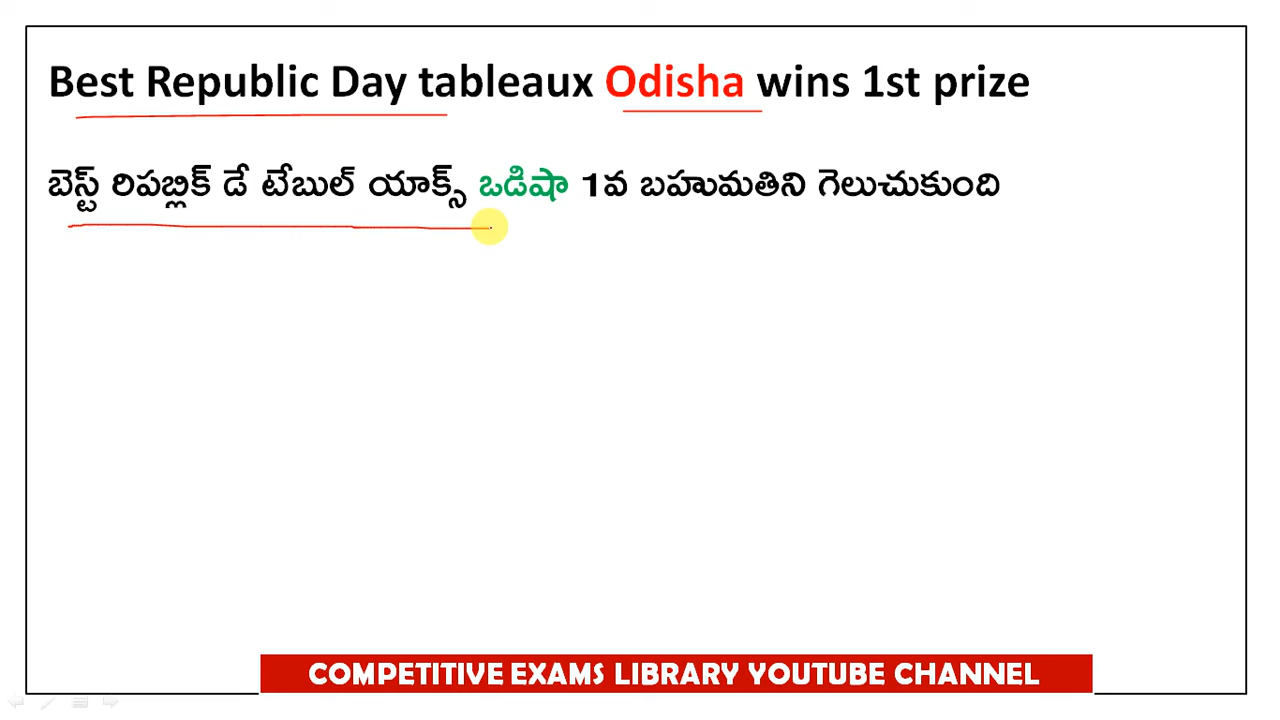 Best Republic Day tableaux Odisha wins 1st prize
బెస్ట్ రిపబ్లిక్ డే టేబుల్ యాక్స్ ఒడిషా 1వ బహుమతిని గెలుచుకుంది
COMPETITIVE EXAMS LIBRARY YOUTUBE CHANNEL